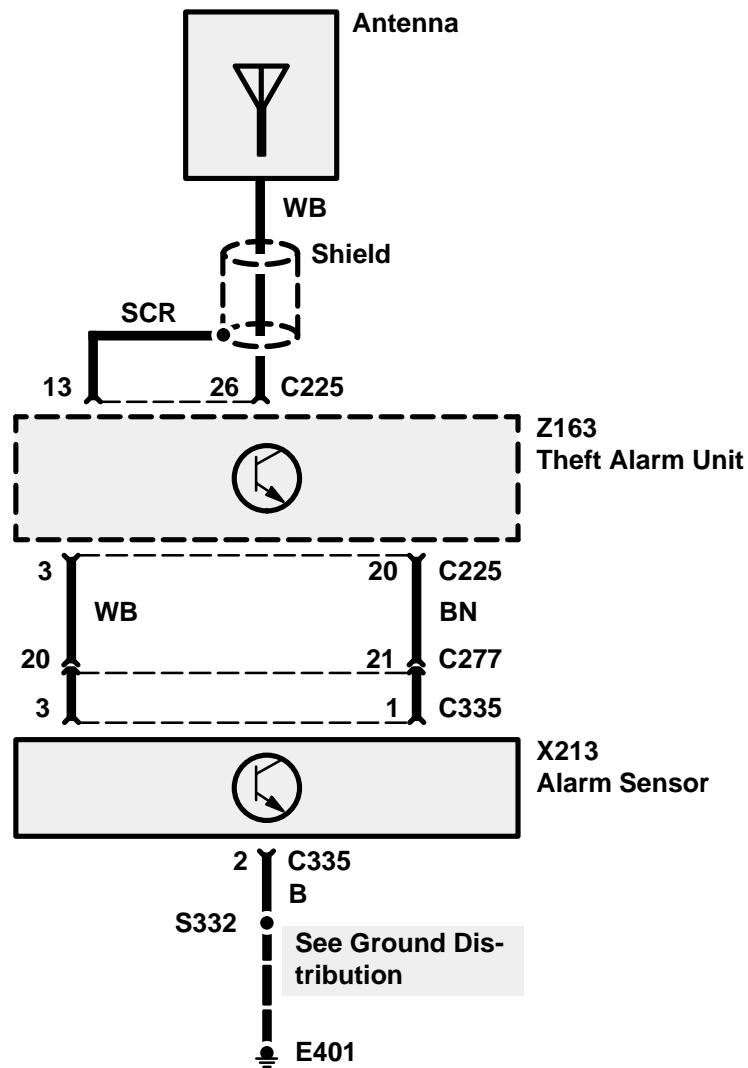 Antenna
WB
Shield
SCR
13 26 C225
Z163
Theft Alarm Unit
3 20 C225
WB BN
20 21 C277
3 1 C335
X213
Alarm Sensor
2 C335
B
S332
See Ground Dis-
tribution
E401